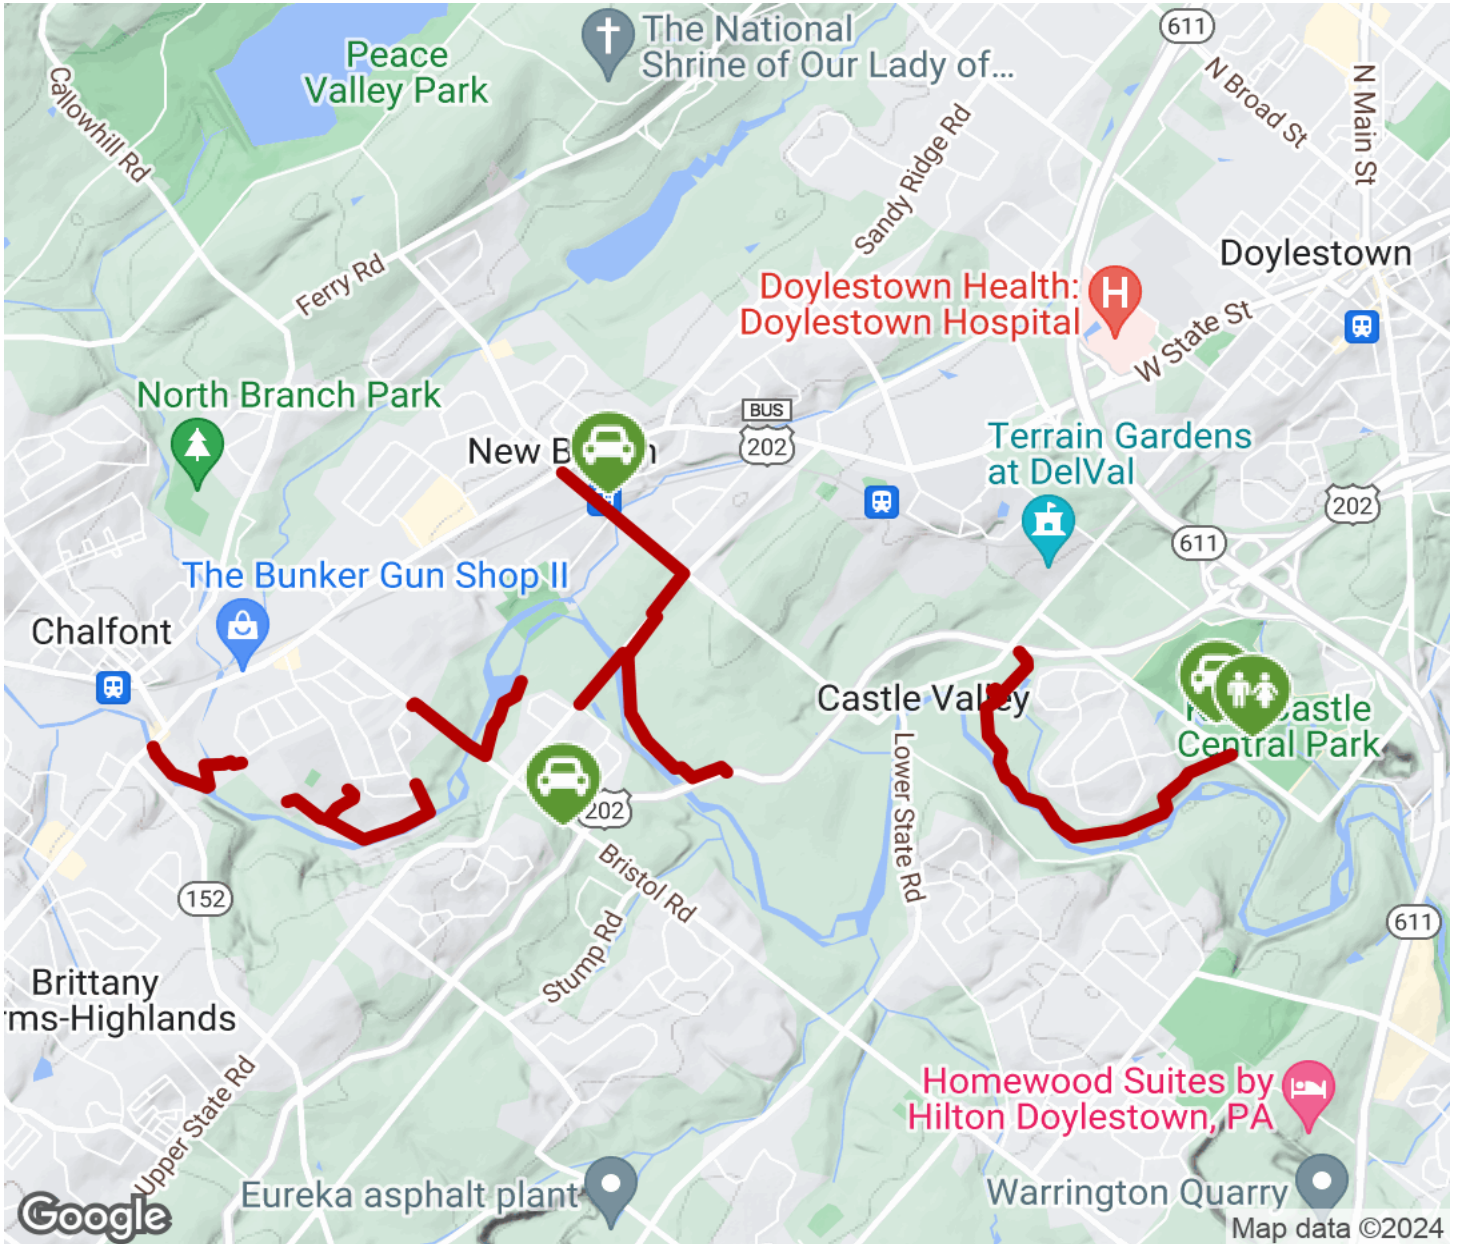 611
The National
Shrine of Our Lady of...
Peace
Valley Park
Callowhill Rd
N Broad St
N Main St
Sandy Ridge Rd
Doylestown
Ferry Rd
Doylestown Health:
Doylestown Hospital
H
W State St
North Branch Park
BUS
202
New B n
Terrain Gardens
at DelVal
202
611
The Bunker Gun Shop II
Chalfont
Castle Valley
Castle
Central Park
Lower State Rd
202
Bristol Rd
152
611
Stump Rd
Brittany
rms-Highlands
Upper State Rd
Homewood Suites by
Hilton Doylestown, PA
Eureka asphalt plant
Warrington Quarry
Google
Map data ©2024